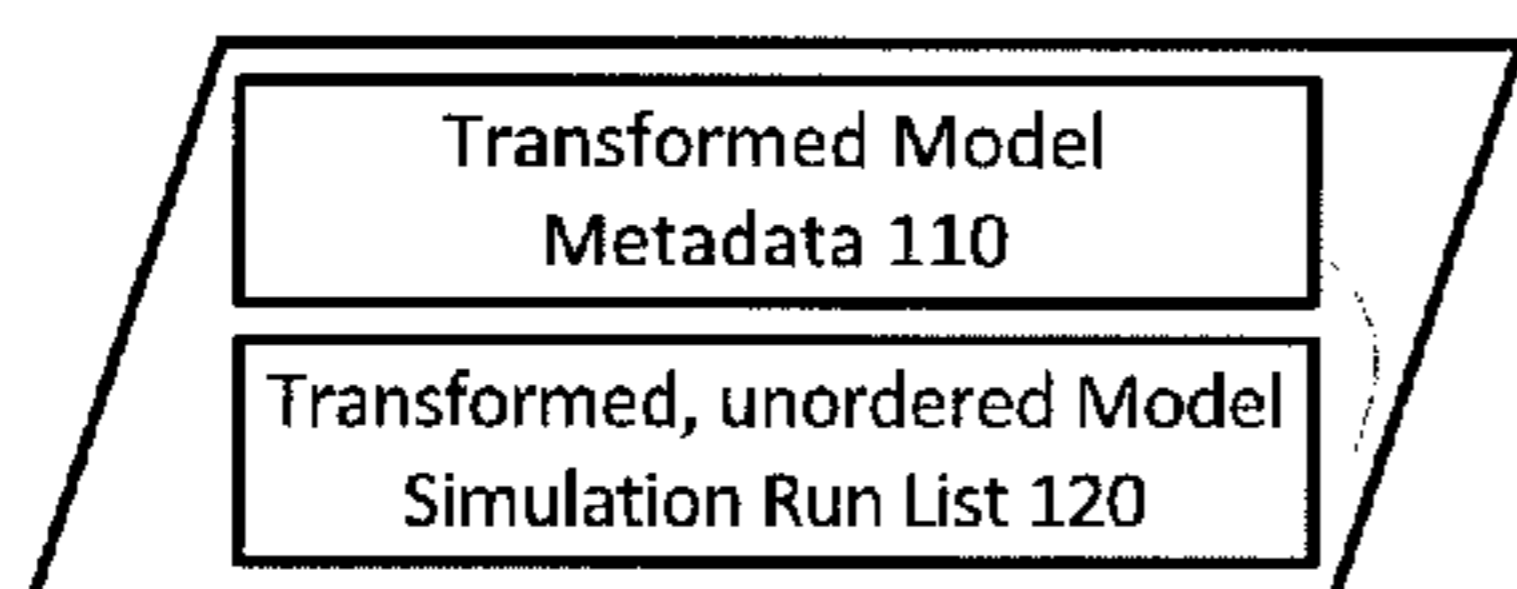 Transformed Model
Metadata 110
Transformed, unordered Model
Simulation Run List 120